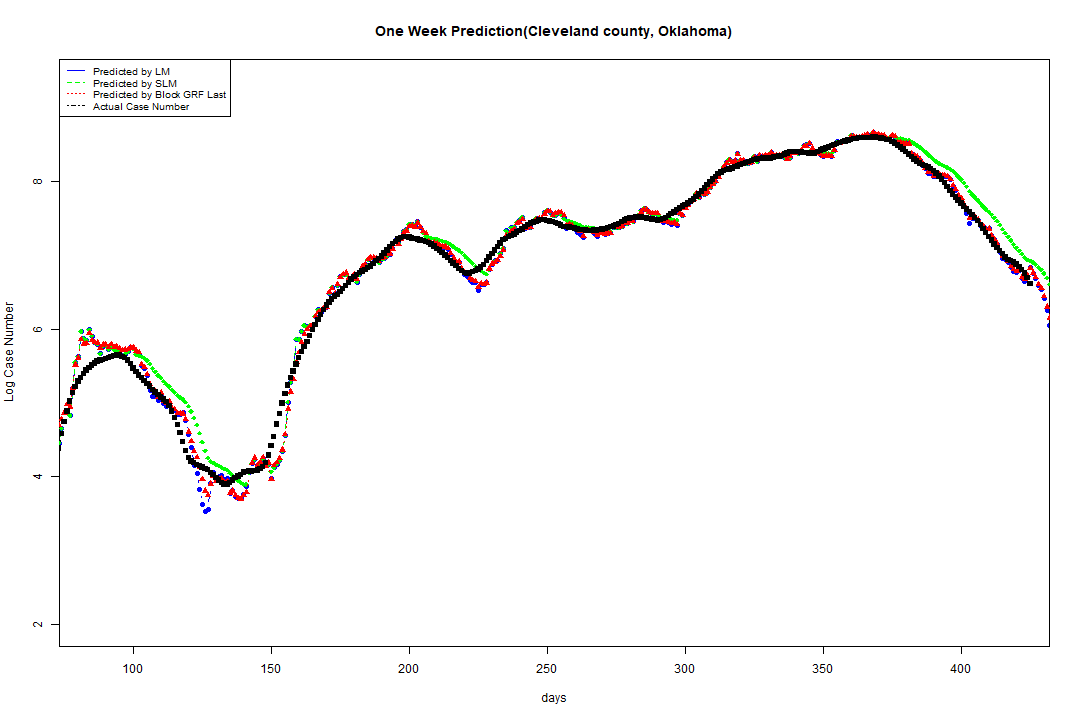 One Week Prediction(Cleveland county, Oklahoma)
Predicted by LM
Predicted by SLM
Predicted by Block GRF Last
Actual Case Number
8
6
4
2
Log Case Number
100 150 200 250 300 350 400
days